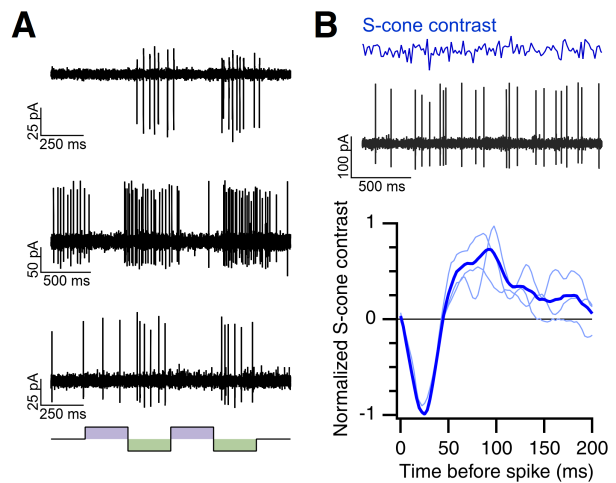 A
B
S-cone contrast
25 pA
250 ms
100 pA
500 ms
50 pA
500 ms
25 pA
250 ms
Normalized S-cone contrast
1
0
-1
0
50
100
150
200
Time before spike (ms)